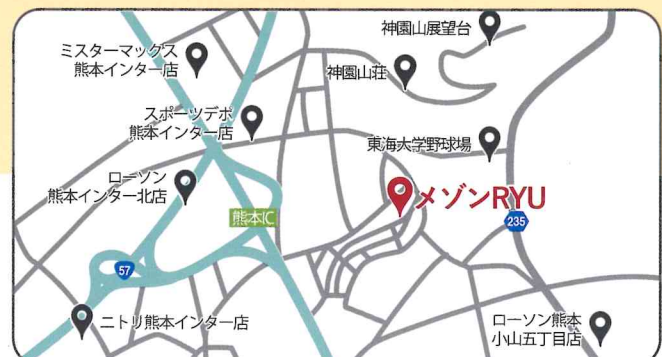 神園山展望台
ミスターマックス
熊本インター店
神園山荘
スポーツデポ
熊本インター店
東海大学野球場
ローソン
熊本インター北店
メゾンRYU
熊本IC
235
57
ニトリ熊本インター店
ローソン熊本
小山五丁目店